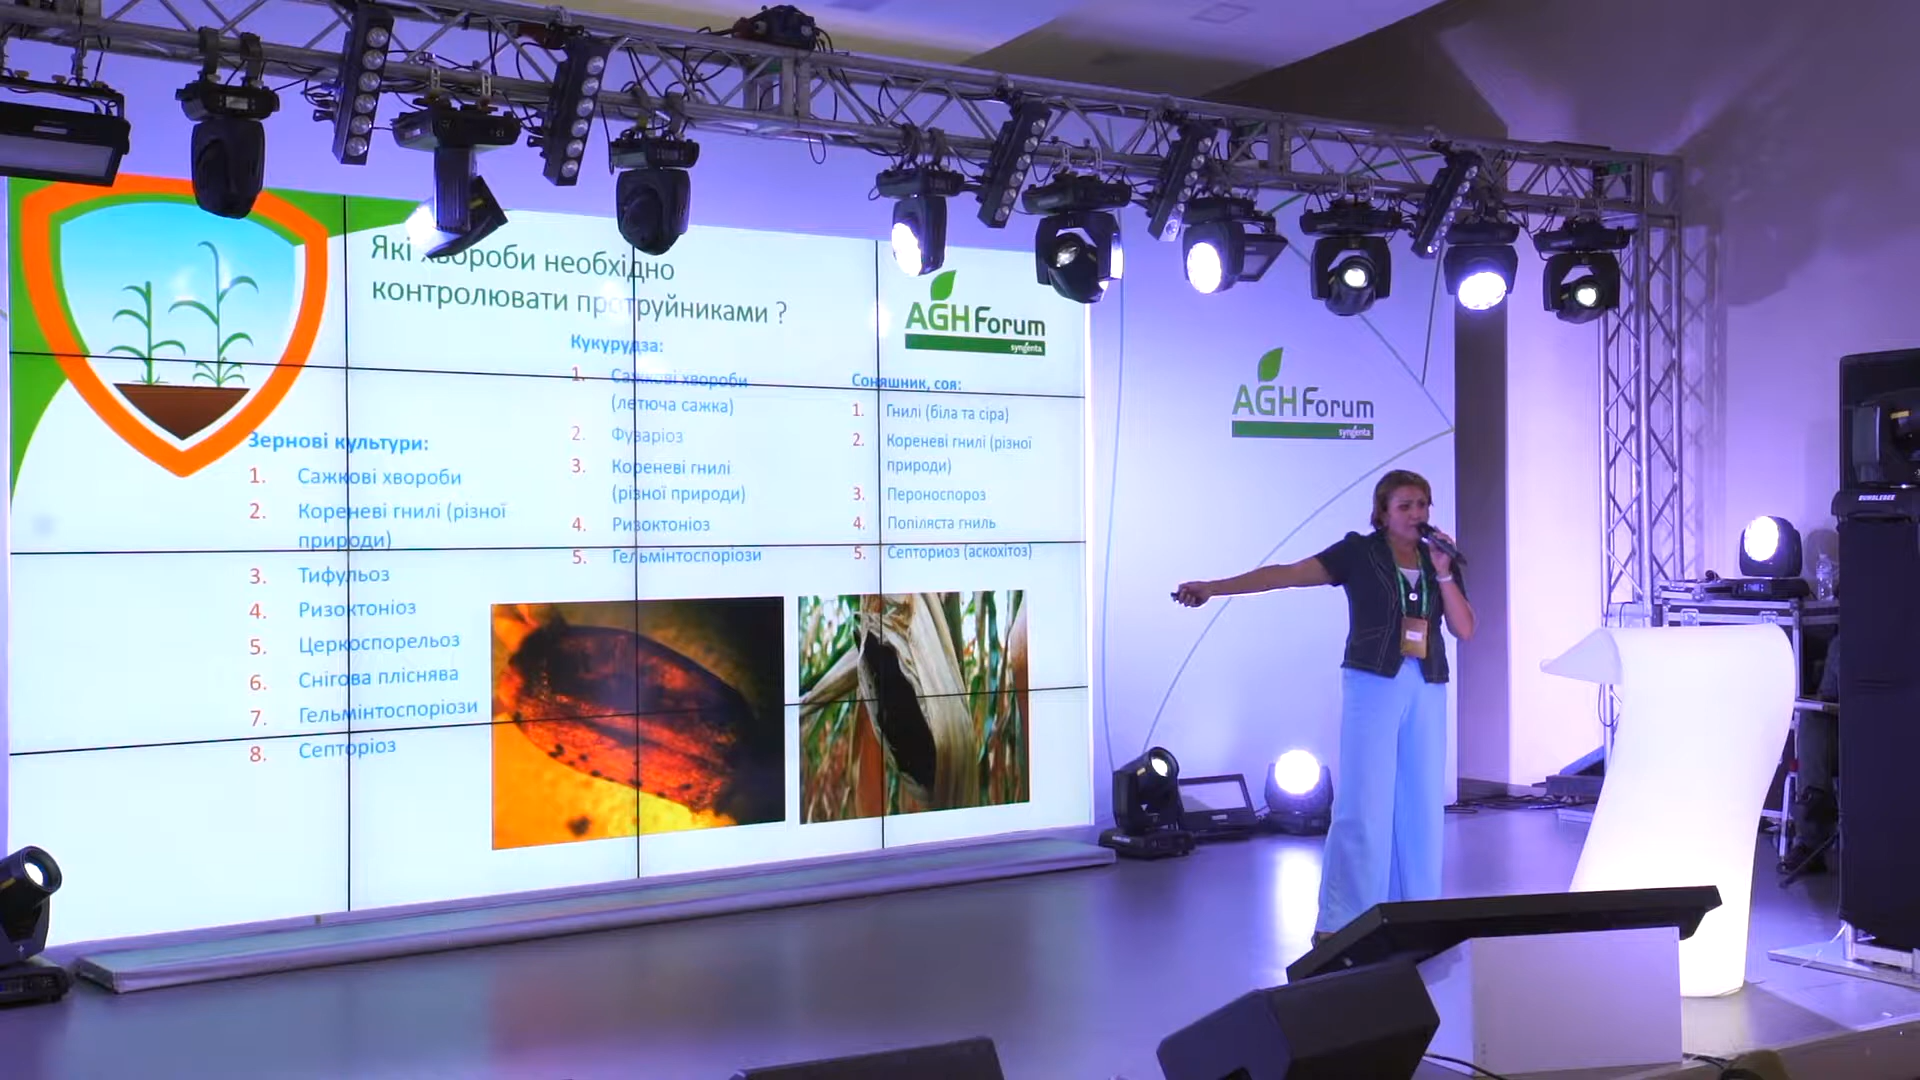 Які хвороби необхідно
контролювати протруйниками ?
AGH Forum
syngenta
Зернові культури:
1. Сажкові хвороби
2. Кореневі гнилі (різної
природи)
3. Тифульоз
4. Ризоктоніоз
5. Церкоспорельоз
6. Снігова пліснява
7. Гельмінтоспоріози
8. Септоріоз
Кукурудза:
1. Сажкові хвороби
(летюча сажка)
2. Фузаріоз
3. Кореневі гнилі
(різної природи)
4. Ризоктоніоз
5. Гельмінтоспоріози
Соняшник, соя:
1. Гнилі (біла та сіра)
2. Кореневі гнилі (різної
природи)
3. Пероноспороз
4. Попіляста гниль
5. Септориоз (аскохітоз)
AGH Forum
syngenta
BUMBLEBEE